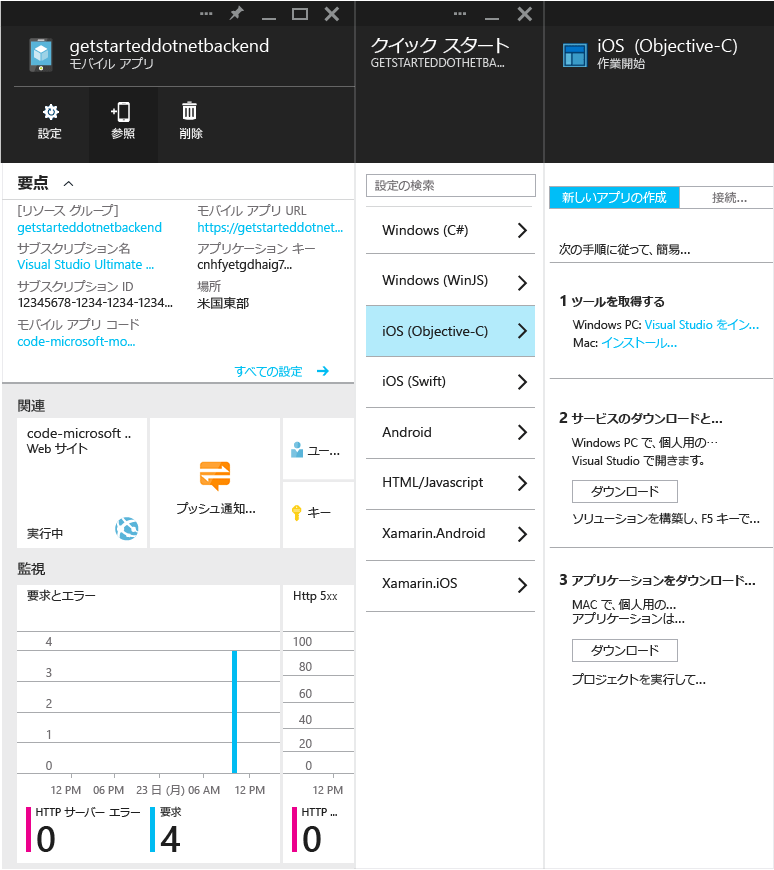 getstarteddotnetbackend
モバイル アプリ
設定
参照
削除
要点
[リソース グループ]
getstarteddotnetbackend
サブスクリプション名
Visual Studio Ultimate ...
サブスクリプション ID
12345678-1234-1234-1234...
モバイル アプリ コード
code-microsoft-mo...
モバイル アプリ URL
https://getstarteddotnet...
アプリケーション キー
cnhfyetgdhaig7...
場所
米国東部
すべての設定
関連
code-microsoft ..
Web サイト
実行中
プッシュ通知...
ユー...
キー
監視
要求とエラー
4
3
2
1
0
12 PM 06 PM 23 日 (月) 06 AM 12 PM
HTTP サーバー エラー
0
要求
4
Http 5xx
100
80
60
40
20
0
12 PM
HTTP ...
0
クイック スタート
GETSTARTEDDOTHETBA...
設定の検索
Windows (C#)
Windows (WinJS)
iOS (Objective-C)
iOS (Swift)
Android
HTML/Javascript
Xamarin.Android
Xamarin.iOS
iOS (Objective-C)
作業開始
新しいアプリの作成
接続...
次の手順に従って、簡易...
1 ツールを取得する
Windows PC: Visual Studio をイン...
Mac: インストール...
2 サービスのダウンロードと...
Windows PC で、個人用の...
Visual Studio で開きます。
ダウンロード
ソリューションを構築し、F5 キーで...
3 アプリケーションをダウンロード...
MAC で、個人用の...
アプリケーションは...
ダウンロード
プロジェクトを実行して...